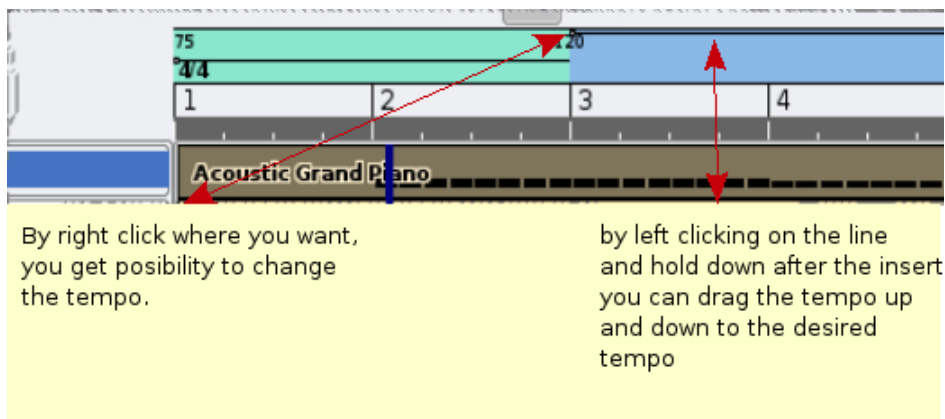 75
120
4/4
1 2 3 4
Acoustic Grand Piano
By right click where you want,
you get posibility to change
the tempo.
by left clicking on the line
and hold down after the insert
you can drag the tempo up
and down to the desired
tempo